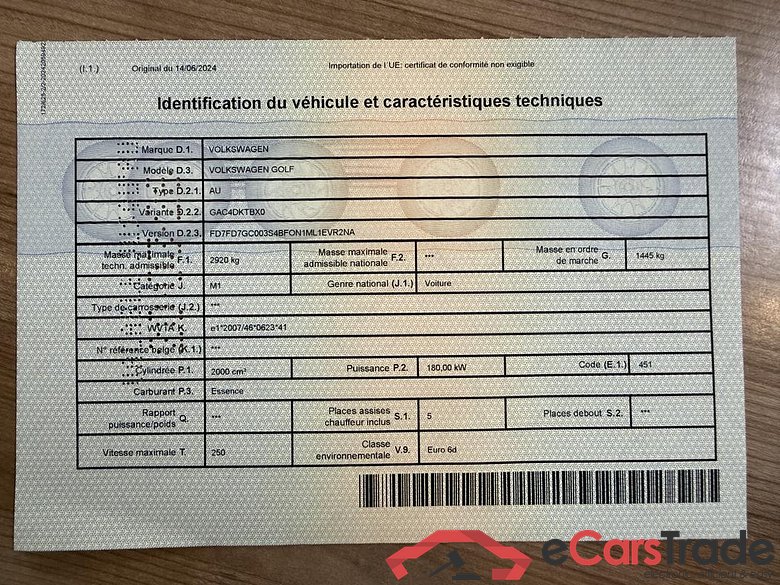 (I.1.) Original du 14/06/2024 Importation de l'UE: certificat de conformité non exigible
Identification du véhicule et caractéristiques techniques
Marque D.1. VOLKSWAGEN
Modèle D.3. VOLKSWAGEN GOLF
Type D.2.1. AU
Variante D.2.2. GAC4DKTBX0
Version D.2.3. FD7FD7GC003S4BFON1ML1EVR2NA
Masse maximale techn. admissible F.1. 2920 kg Masse maximale admissible nationale F.2. *** Masse en ordre de marche G. 1445 kg
Catégorie J. M1 Genre national (J.1.) Voiture
Type de carrosserie (J.2.) ***
WVTA K. e1*2007/46*0623*41
N° référence belge (K.1.) ***
Cylindrée P.1. 2000 cm³ Puissance P.2. 180,00 kW Code (E.1.) 451
Carburant P.3. Essence
Rapport puissance/poids Q. *** Places assises chauffeur inclus S.1. 5 Places debout S.2. ***
Vitesse maximale T. 250 Classe environnementale V.9. Euro 6d
eCarsTrade